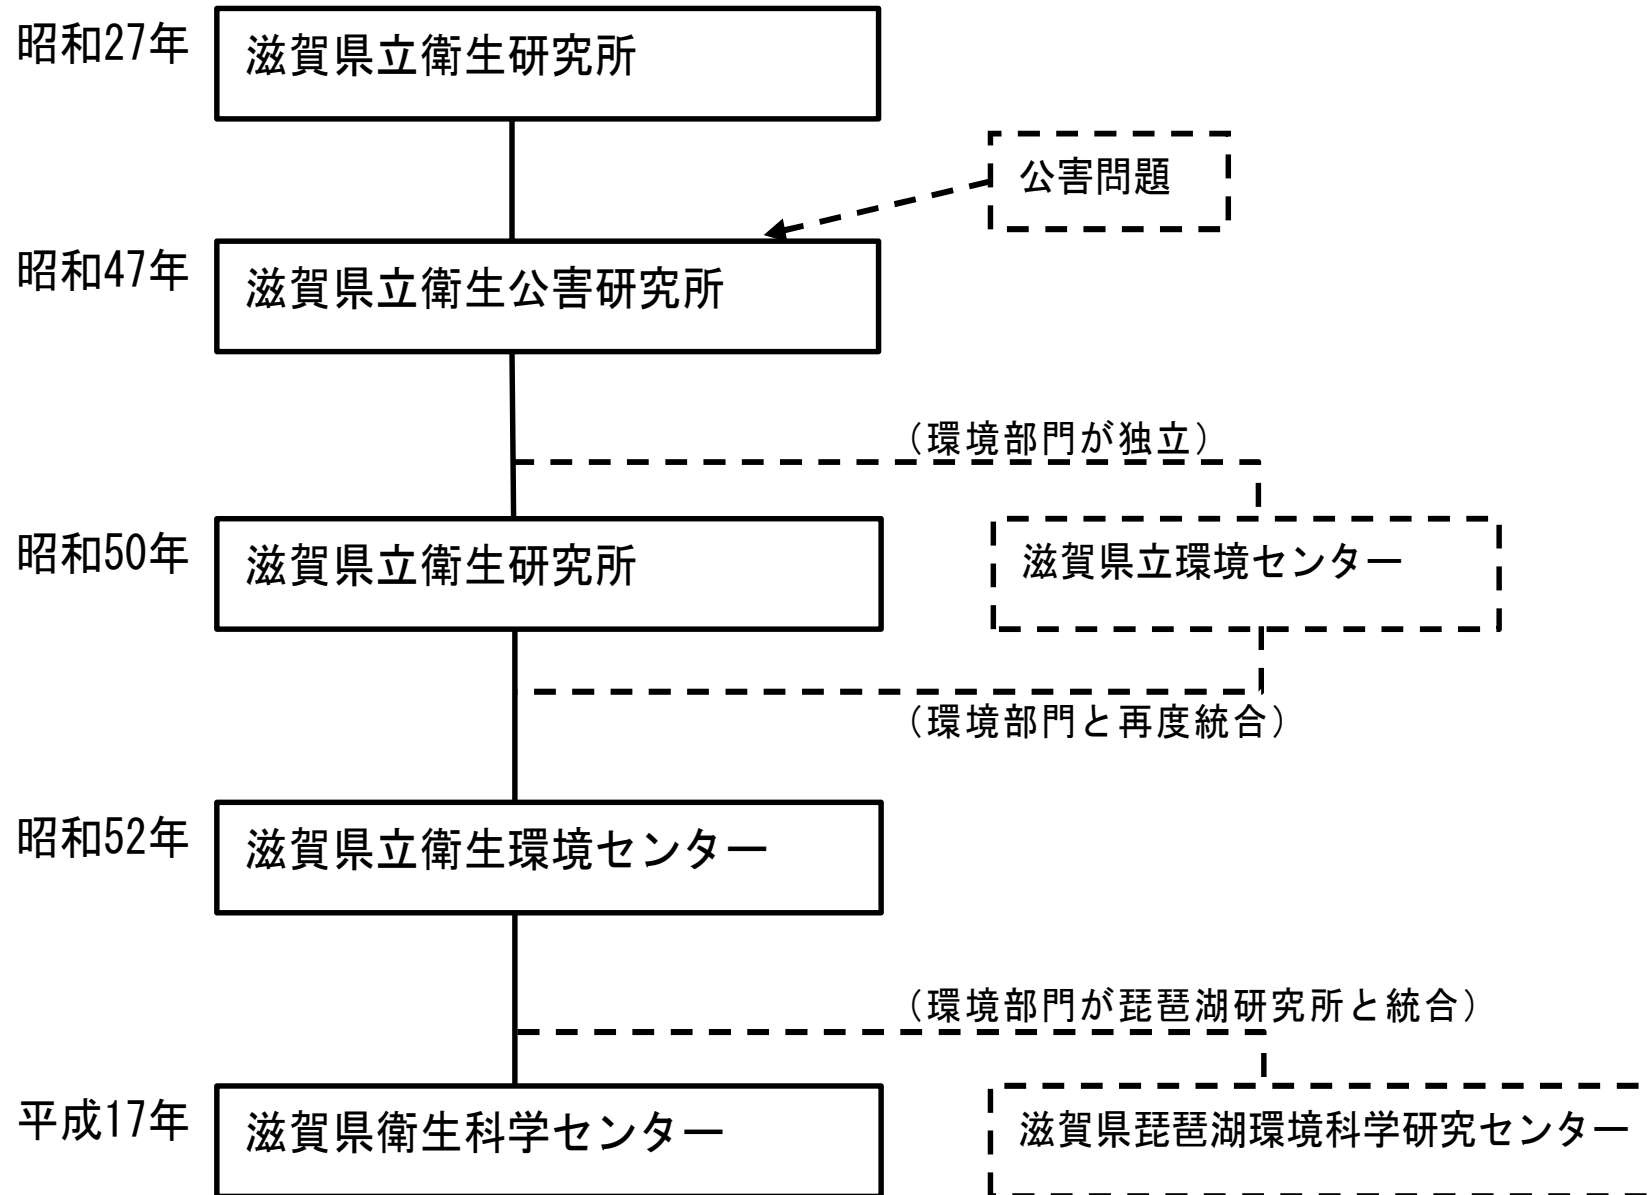 昭和27年
滋賀県立衛生研究所
公害問題
昭和47年
滋賀県立衛生公害研究所
（環境部門が独立）
昭和50年
滋賀県立衛生研究所
滋賀県立環境センター
（環境部門と再度統合）
昭和52年
滋賀県立衛生環境センター
（環境部門が琵琶湖研究所と統合）
平成17年
滋賀県衛生科学センター
滋賀県琵琶湖環境科学研究センター